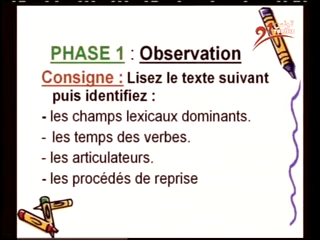 PHASE 1 : Observation
Consigne : Lisez le texte suivant
puis identifiez :
- les champs lexicaux dominants.
- les temps des verbes.
- les articulateurs.
- les procédés de reprise